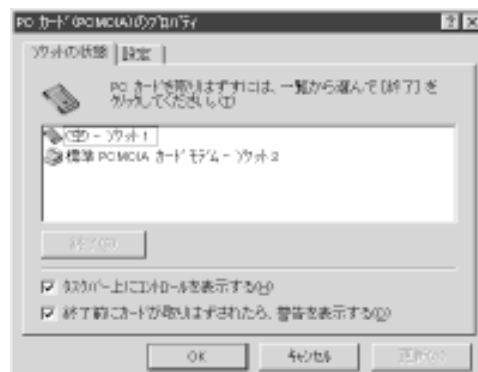 PC カード(PCMCIA)のプロパティ
ソケットの状態 設定
PC カードを取りはずすには、一覧から選んで [終了] を
クリックしてください。(T)
(空) - ソケット 1
標準 PCMCIA カード モデム - ソケット 2
終了(S)
タスクバー上にコントロールを表示する(H)
終了前にカードが取りはずされたら、警告を表示する(D)
OK キャンセル 更新(A)